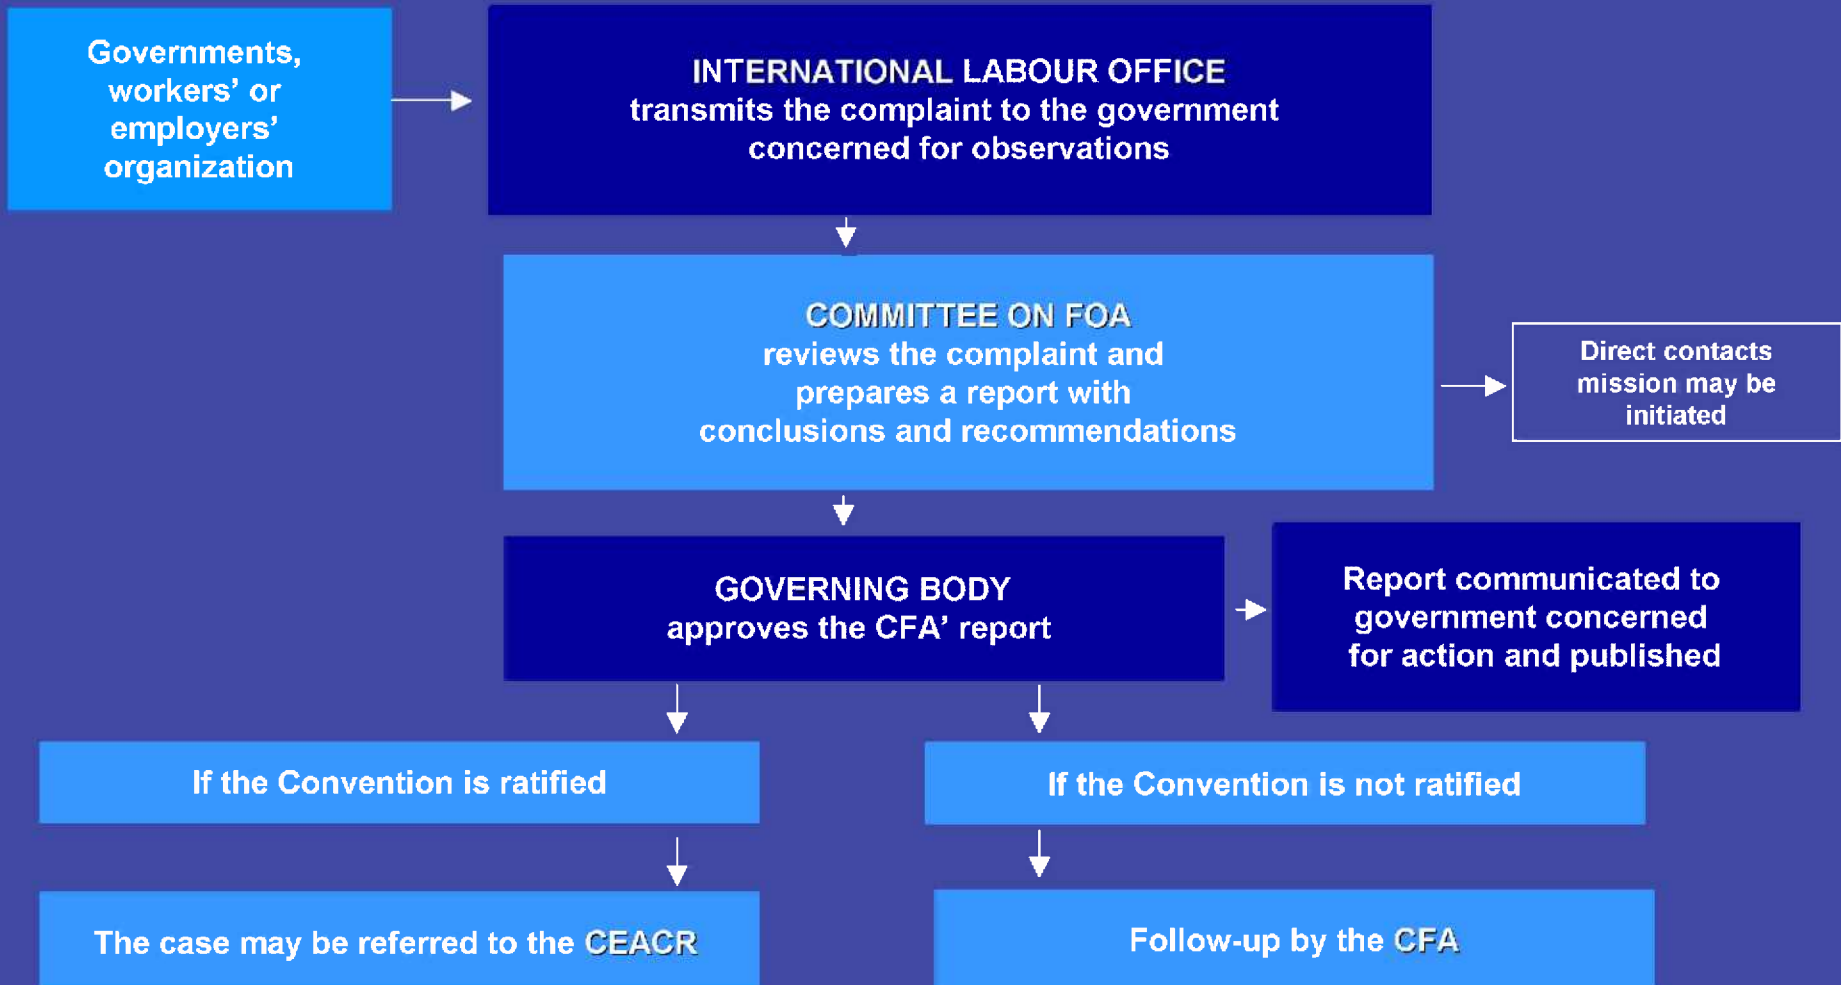 Governments,
workers’ or
employers’
organization
INTERNATIONAL LABOUR OFFICE
transmits the complaint to the government
concerned for observations
COMMITTEE ON FOA
reviews the complaint and
prepares a report with
conclusions and recommendations
Direct contacts
mission may be
initiated
GOVERNING BODY
approves the CFA’ report
Report communicated to
government concerned
for action and published
If the Convention is ratified
If the Convention is not ratified
The case may be referred to the CEACR
Follow-up by the CFA